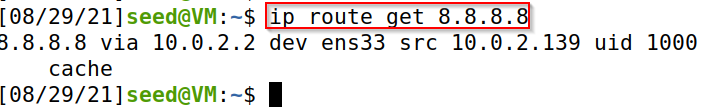 [08/29/21]seed@VM:~$ ip route get 8.8.8.8
8.8.8.8 via 10.0.2.2 dev ens33 src 10.0.2.139 uid 1000
    cache
[08/29/21]seed@VM:~$